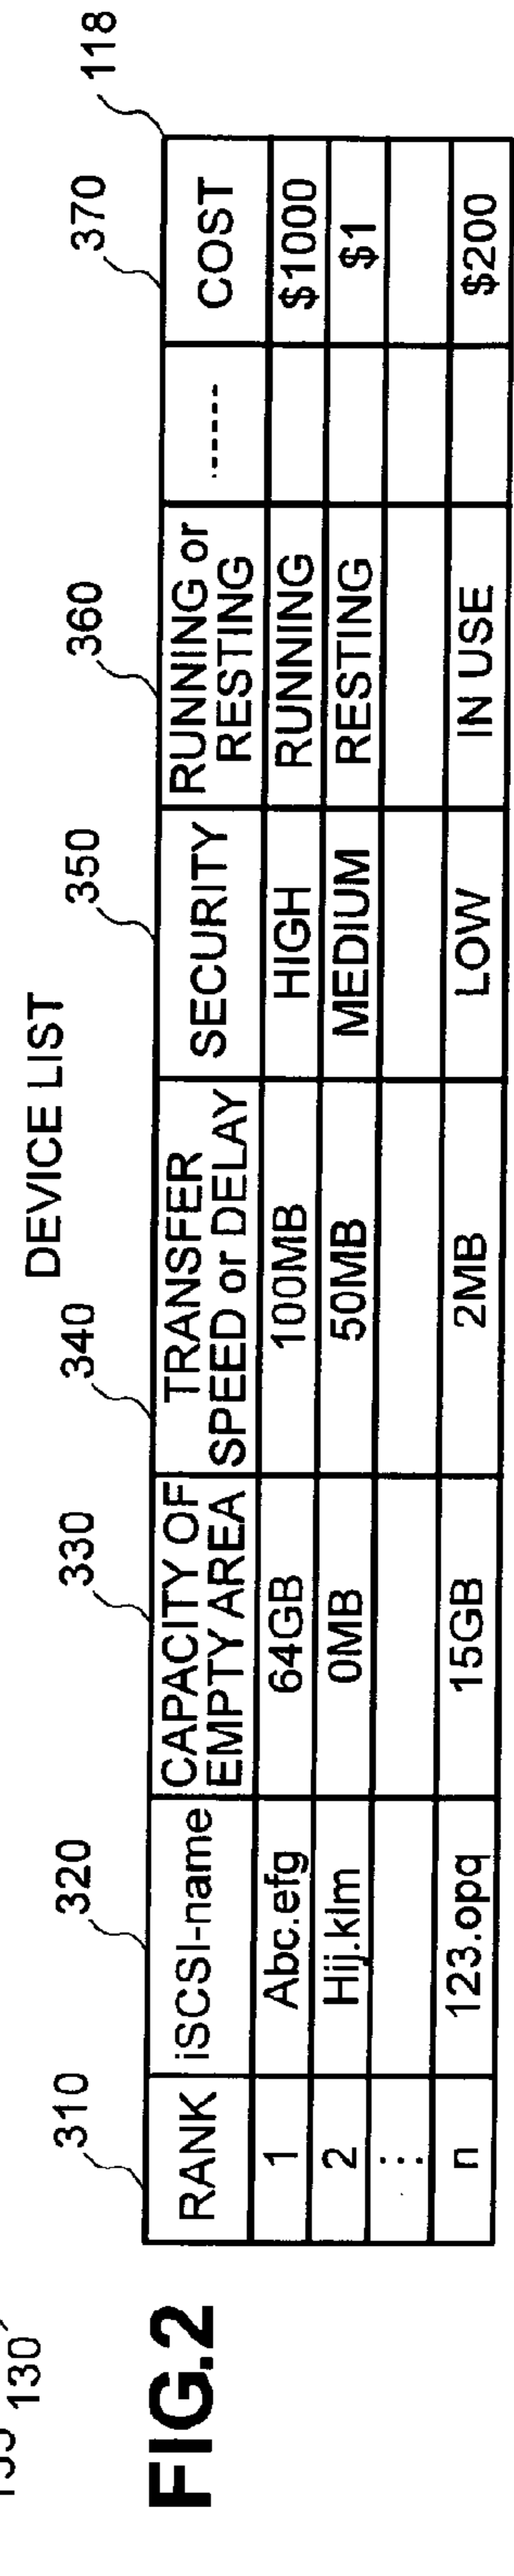 130
FIG.2
DEVICE LIST
310 320 330 340 350 360 370 118
RANK iSCSI-name CAPACITY OF EMPTY AREA TRANSFER SPEED or DELAY SECURITY RUNNING or RESTING ------ COST
1 Abc.efg 64GB 100MB HIGH RUNNING $1000
2 Hij.klm 0MB 50MB MEDIUM RESTING $1
⋮
n 123.opq 15GB 2MB LOW IN USE $200